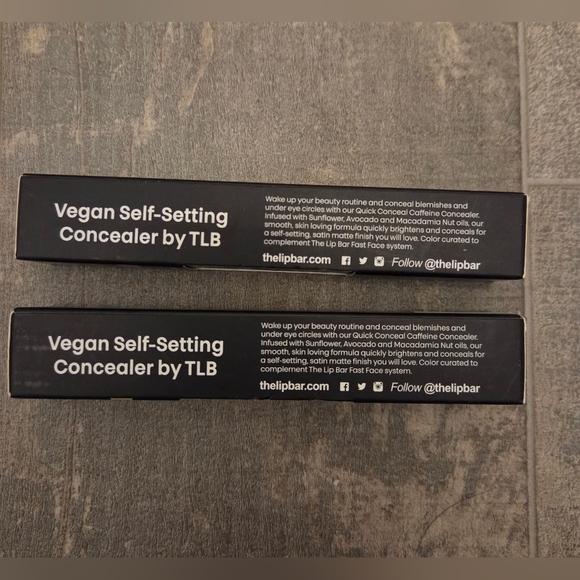 Vegan Self-Setting
Concealer by TLB
Wake up your beauty routine and conceal blemishes and
under eye circles with our Quick Conceal Caffeine Concealer.
Infused with Sunflower, Avocado and Macadamia Nut oils, our
smooth, skin loving formula quickly brightens and conceals for
a self-setting, satin matte finish you will love. Color curated to
complement The Lip Bar Fast Face system.
thelipbar.com Follow @thelipbar
Vegan Self-Setting
Concealer by TLB
Wake up your beauty routine and conceal blemishes and
under eye circles with our Quick Conceal Caffeine Concealer.
Infused with Sunflower, Avocado and Macadamia Nut oils, our
smooth, skin loving formula quickly brightens and conceals for
a self-setting, satin matte finish you will love. Color curated to
complement The Lip Bar Fast Face system.
thelipbar.com Follow @thelipbar